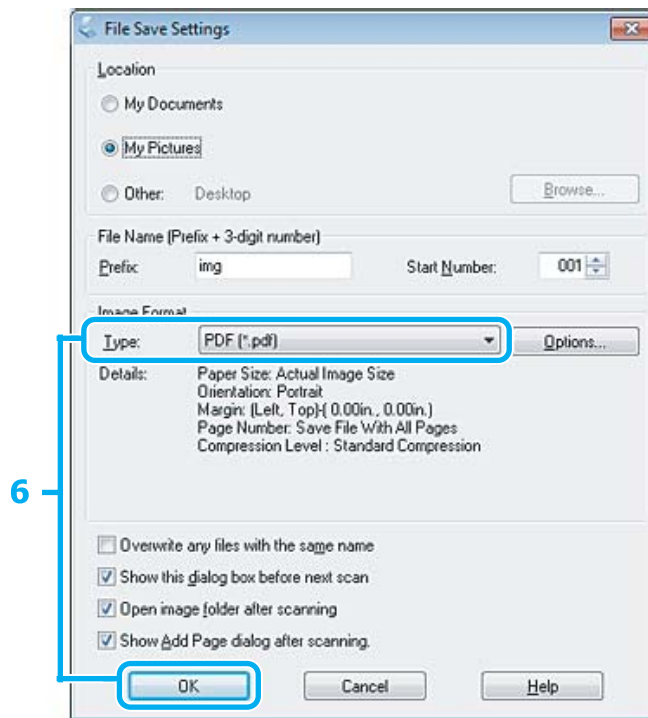 File Save Settings
Location
My Documents
My Pictures
Other: Desktop Browse...
File Name (Prefix + 3-digit number)
Prefix: img Start Number: 001
Image Format
Type: PDF (*.pdf) Options...
Details: Paper Size: Actual Image Size
Orientation: Portrait
Margin: (Left, Top)-( 0.00in., 0.00in.)
Page Number: Save File With All Pages
Compression Level : Standard Compression
6
Overwrite any files with the same name
Show this dialog box before next scan
Open image folder after scanning
Show Add Page dialog after scanning.
OK Cancel Help